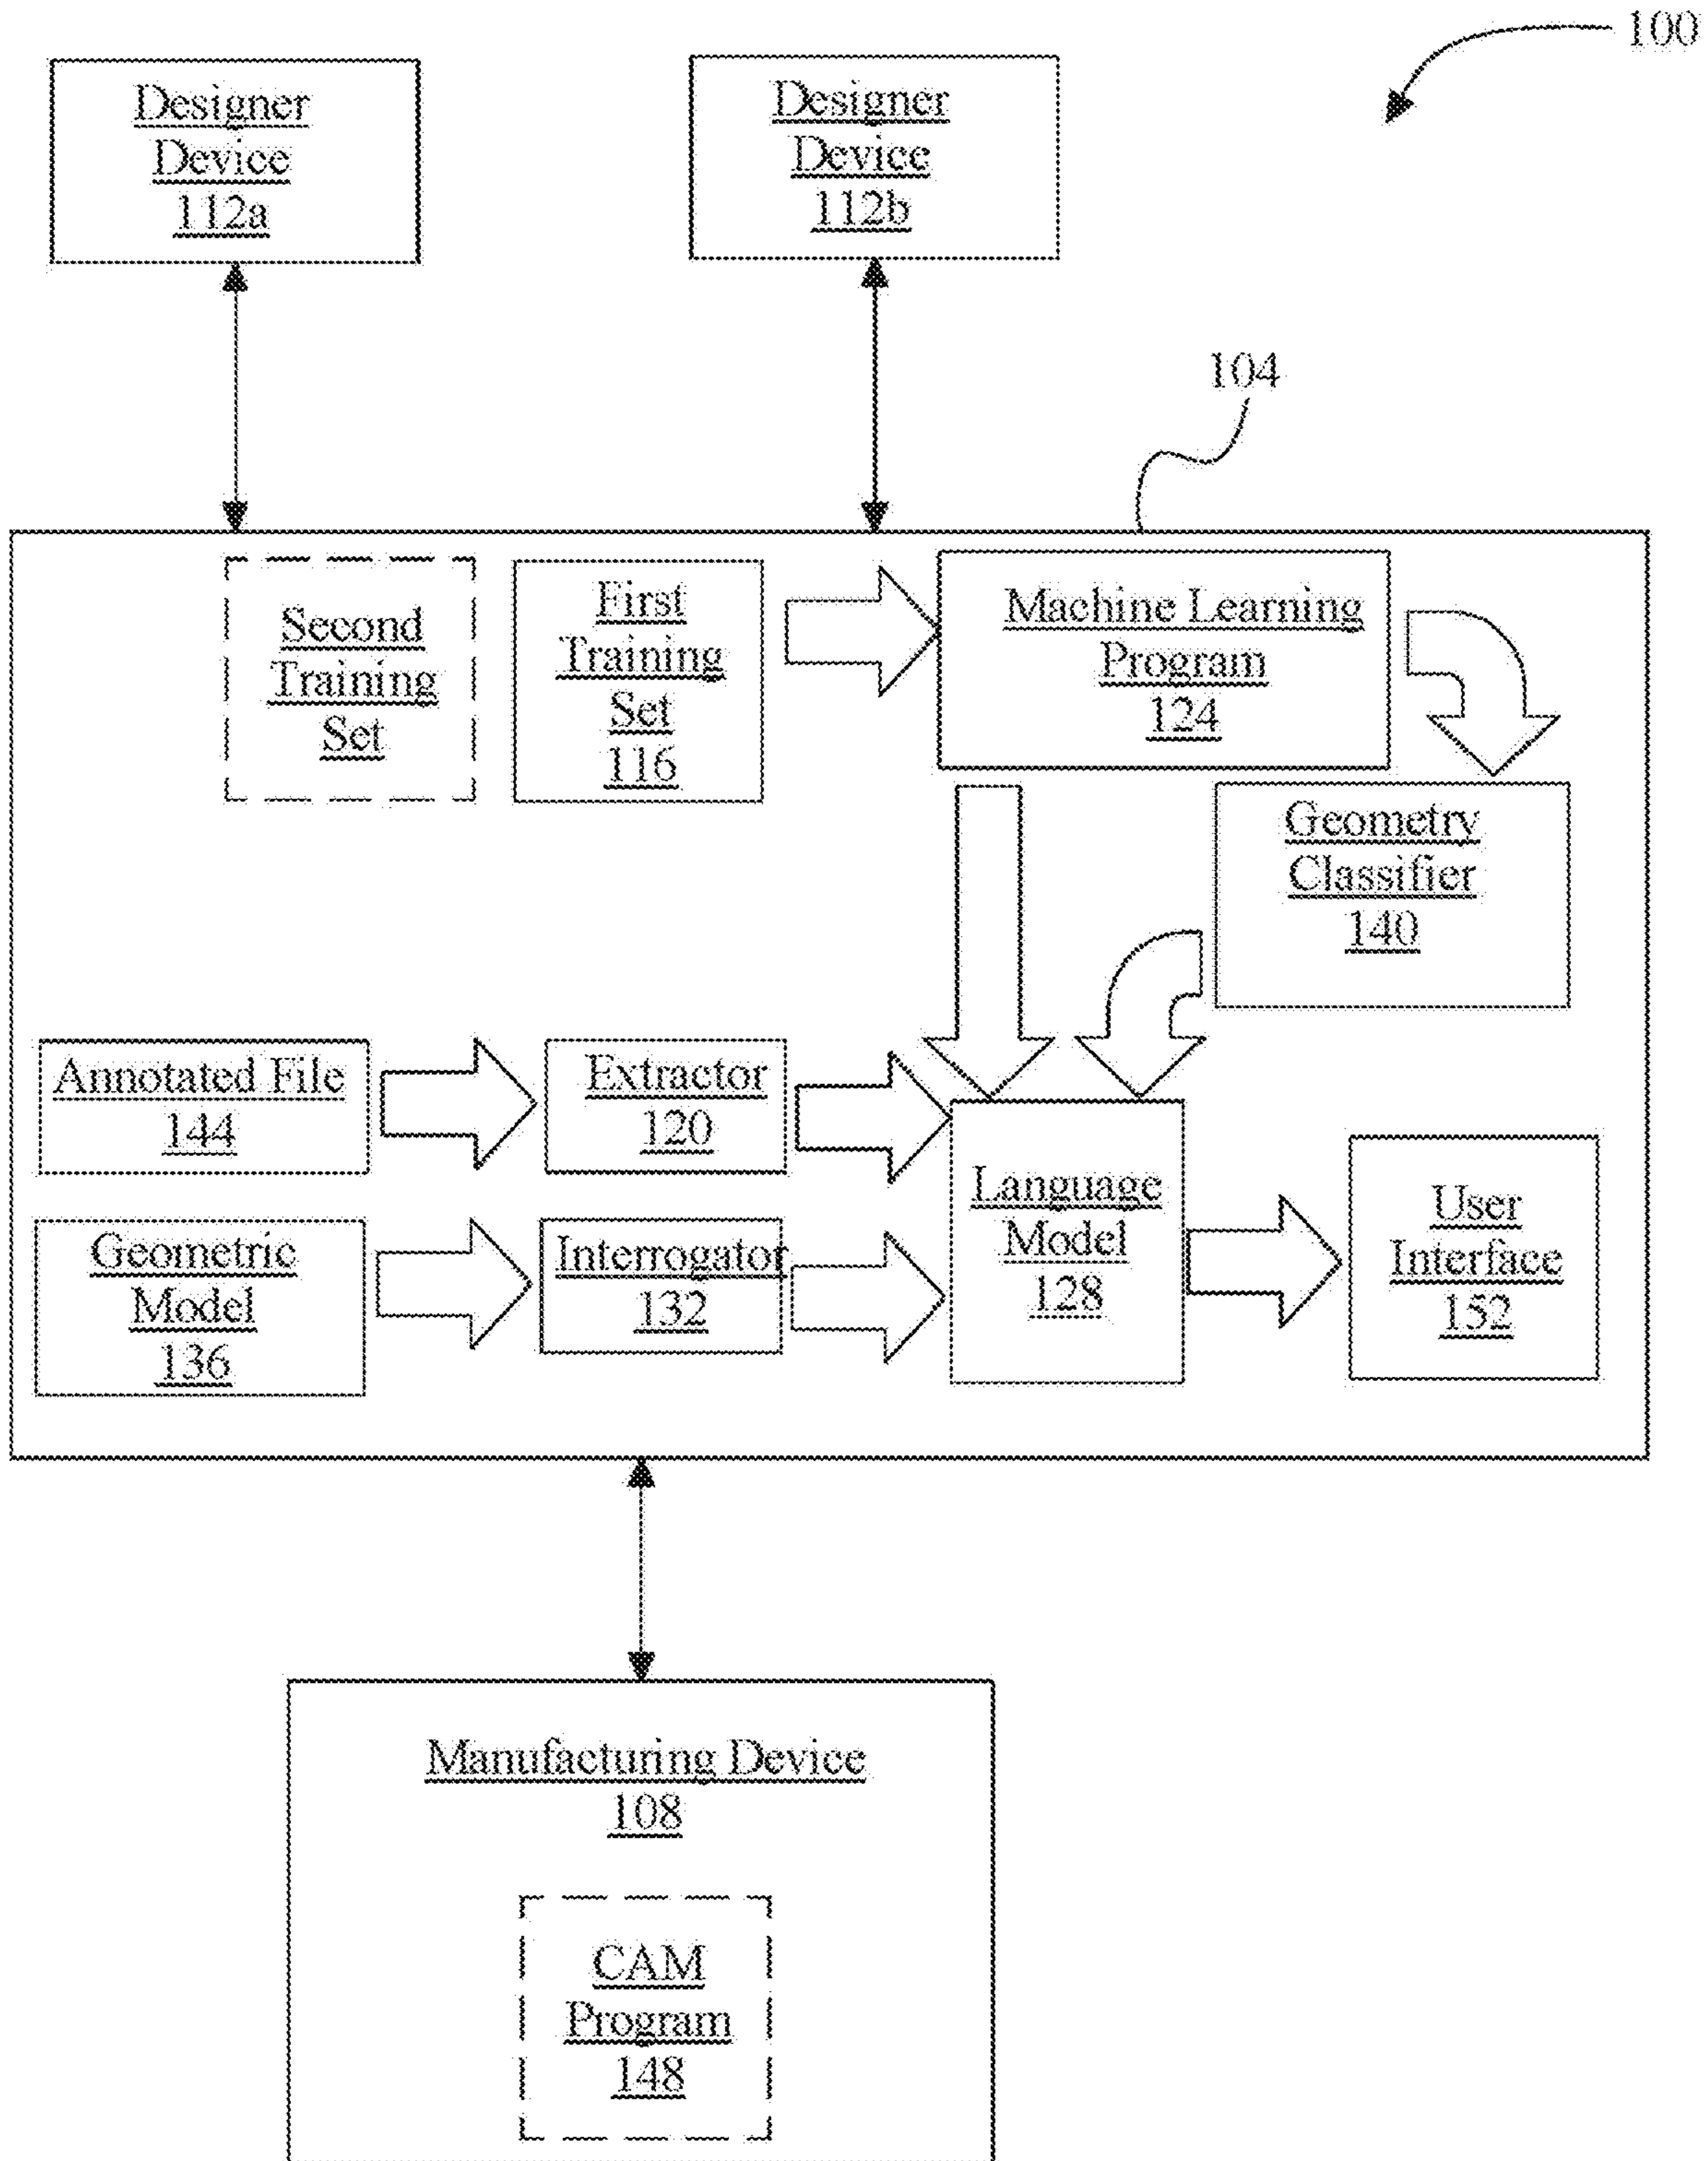 100
Designer
Device
112a
Designer
Device
112b
104
Second
Training
Set
First
Training
Set
116
Machine Learning
Program
124
Geometry
Classifier
140
Annotated File
144
Extractor
120
Language
Model
128
User
Interface
152
Geometric
Model
136
Interrogator
132
Manufacturing Device
108
CAM
Program
148